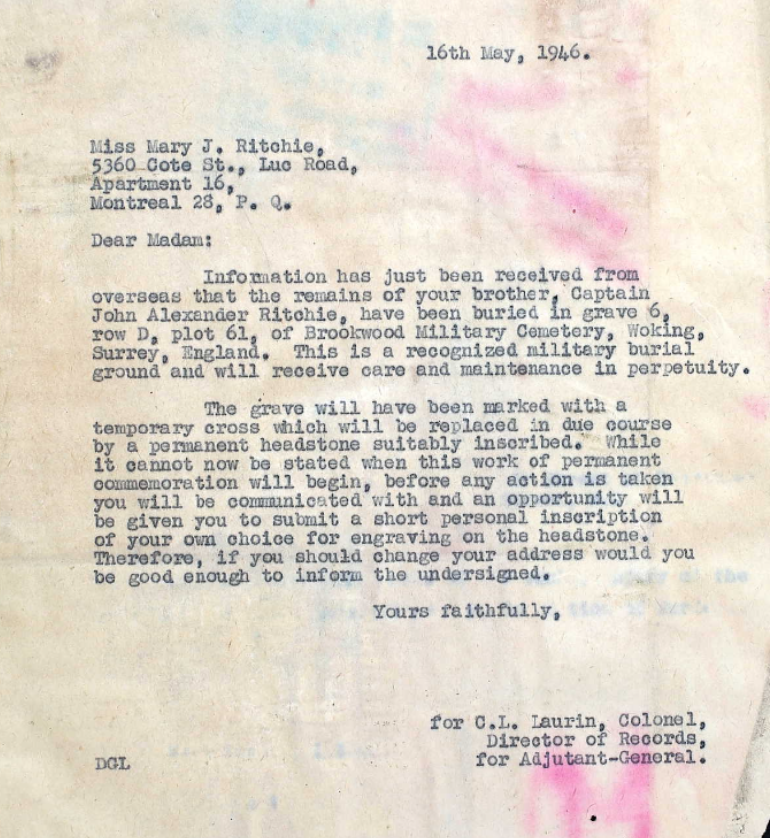 16th May, 1946.
Miss Mary J. Ritchie,
5360 Cote St., Luc Road,
Apartment 16,
Montreal 28, P. Q.
Dear Madam:
Information has just been received from
overseas that the remains of your brother, Captain
John Alexander Ritchie, have been buried in grave 6,
row D, plot 61, of Brookwood Military Cemetery, Woking,
Surrey, England. This is a recognized military burial
ground and will receive care and maintenance in perpetuity.
The grave will have been marked with a
temporary cross which will be replaced in due course
by a permanent headstone suitably inscribed. While
it cannot now be stated when this work of permanent
commemoration will begin, before any action is taken
you will be communicated with and an opportunity will
be given you to submit a short personal inscription
of your own choice for engraving on the headstone.
Therefore, if you should change your address would you
be good enough to inform the undersigned.
Yours faithfully,
for C.L. Laurin, Colonel,
Director of Records,
for Adjutant-General.
DGL